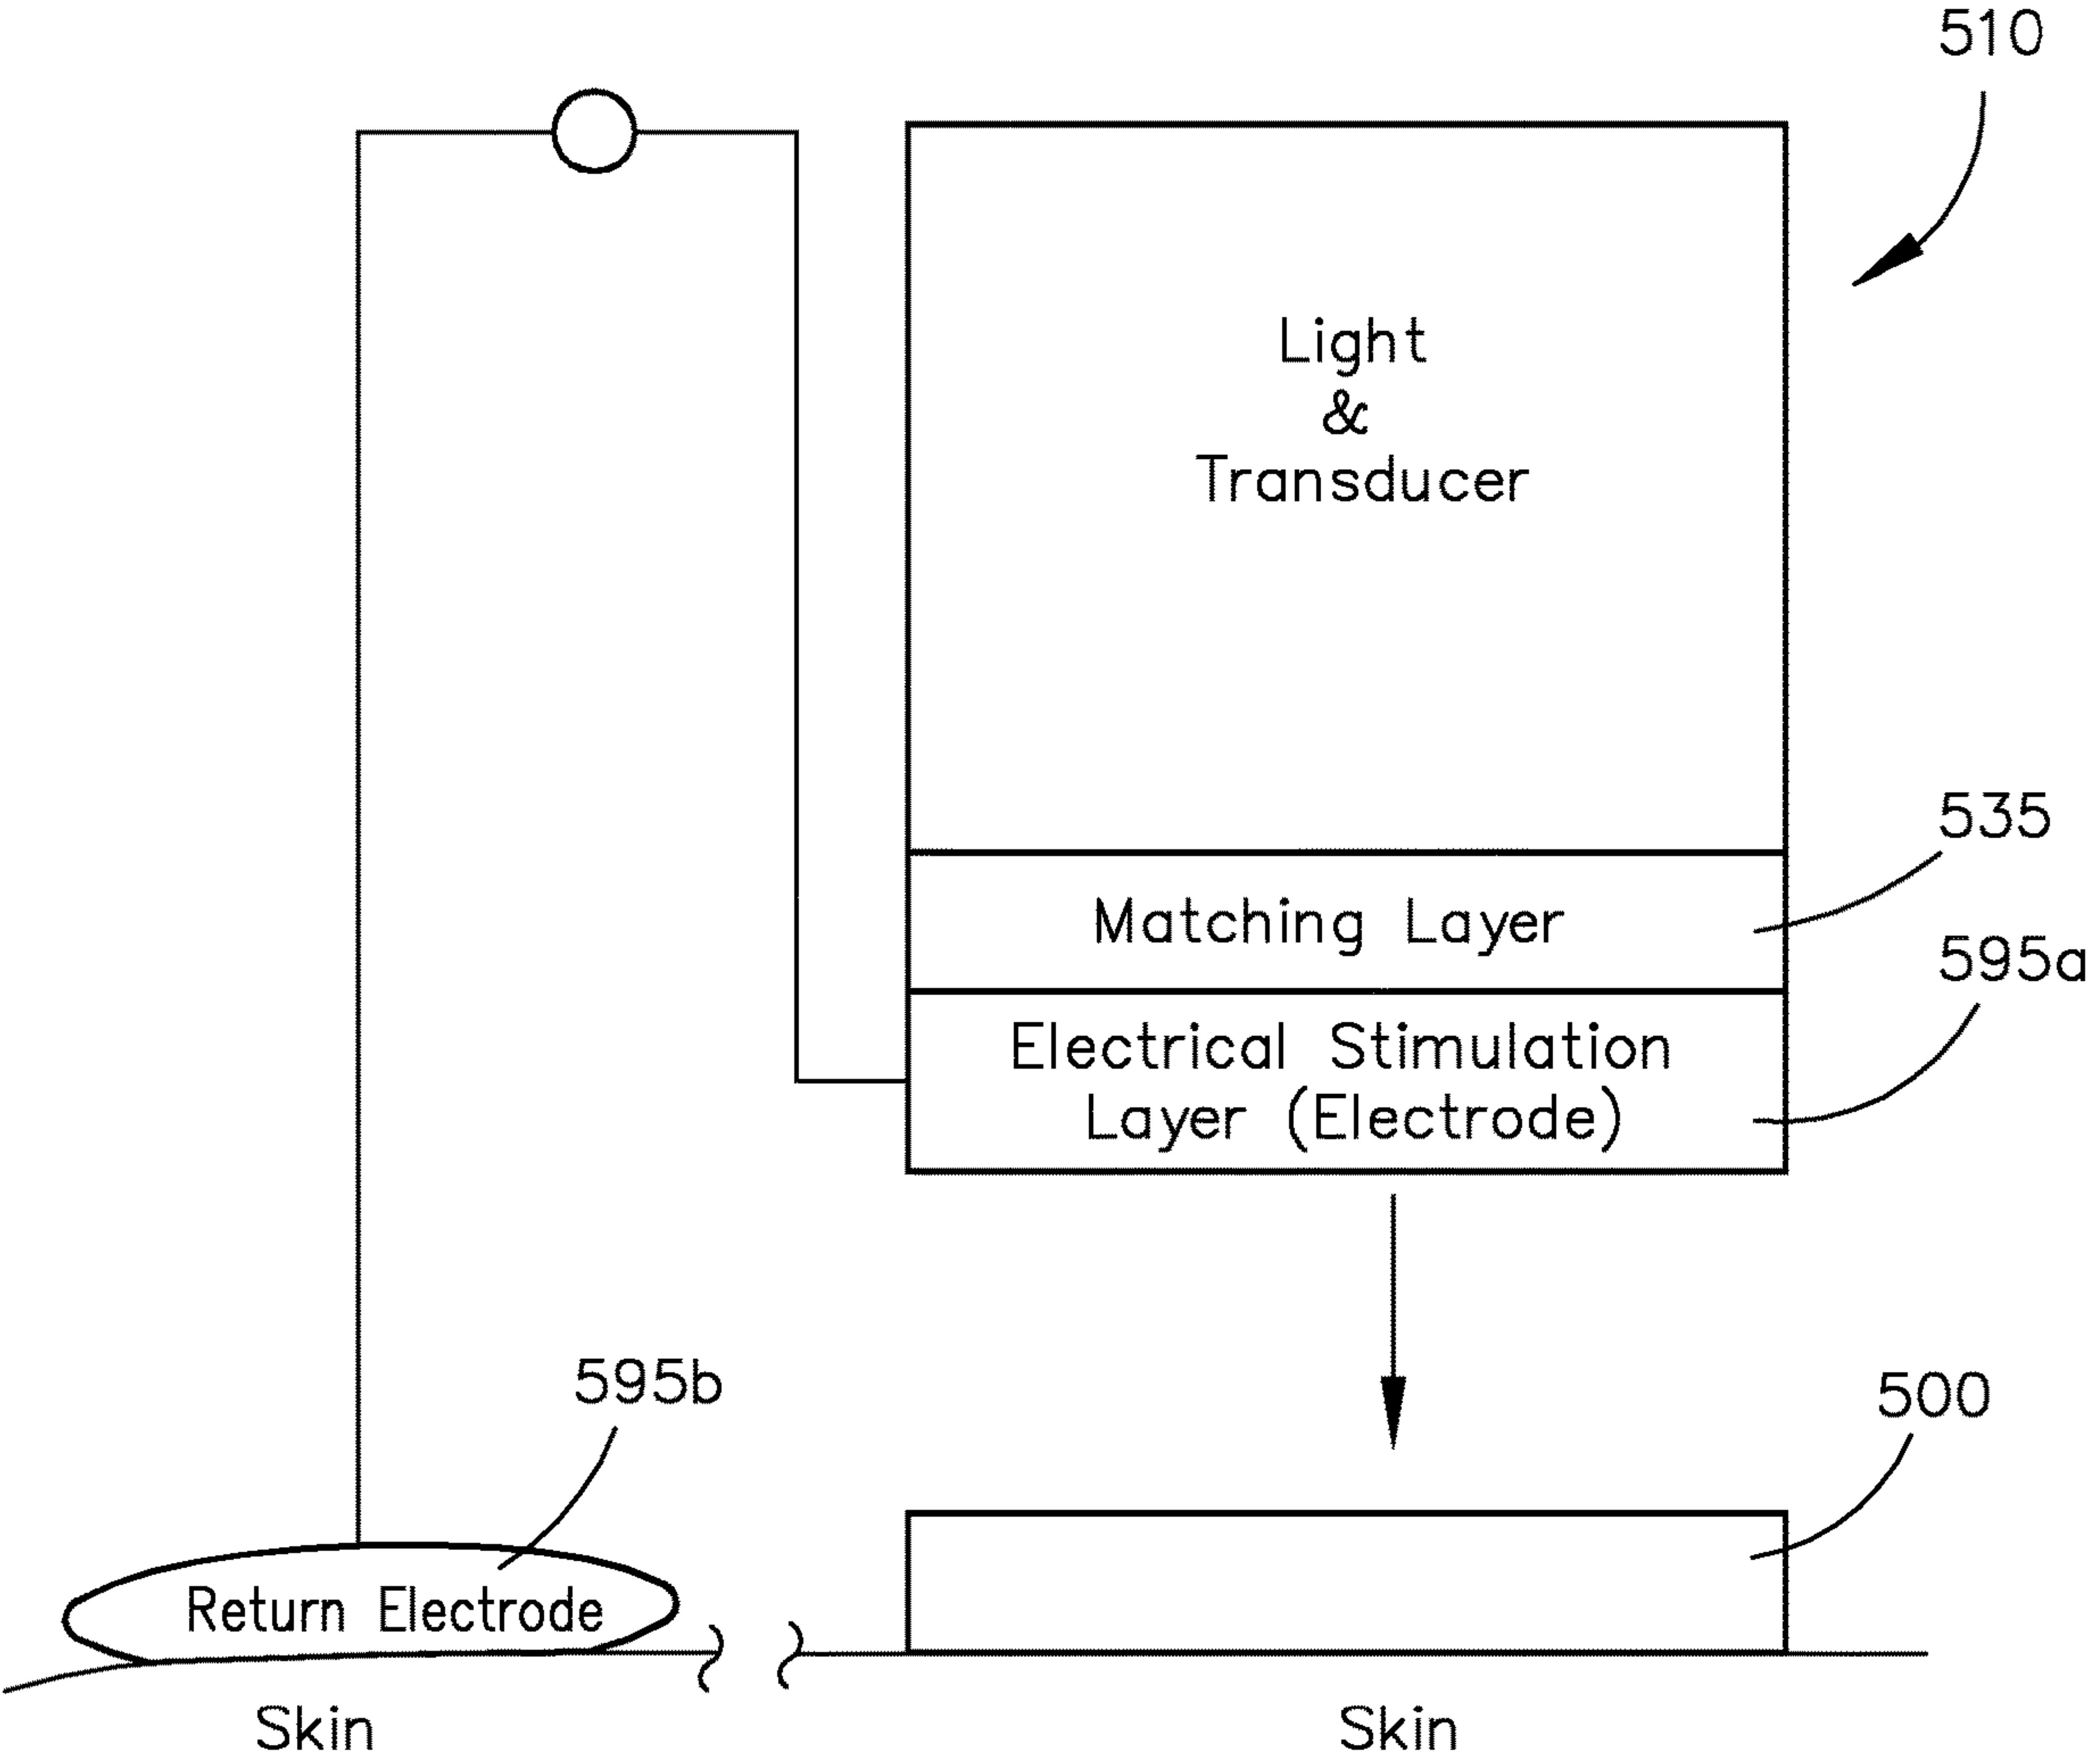 510
Light
&
Transducer
535
Matching Layer
595a
Electrical Stimulation
Layer (Electrode)
595b
500
Return Electrode
Skin
Skin